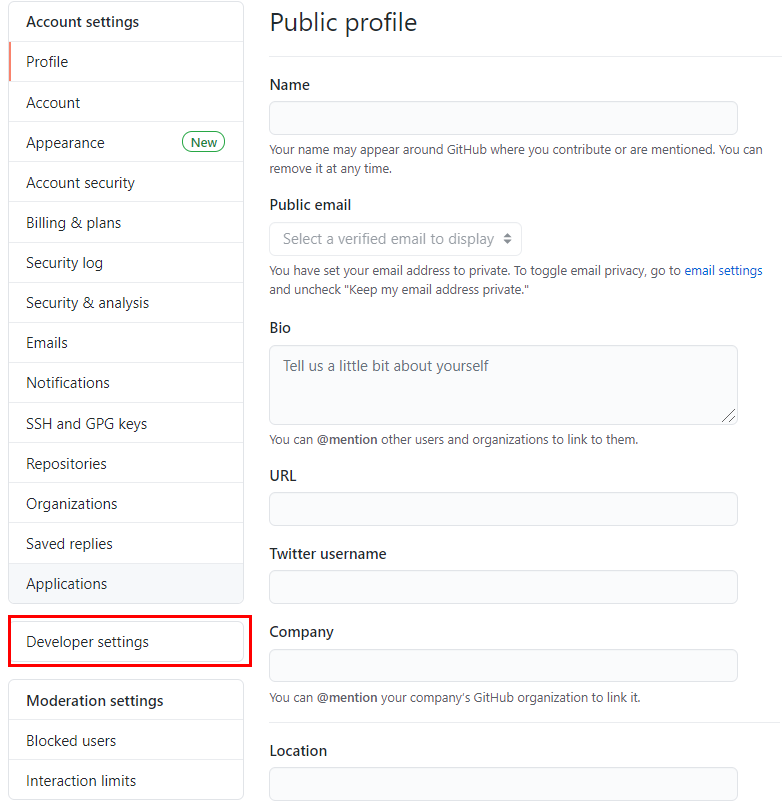 Account settings
Profile
Account
Appearance New
Account security
Billing & plans
Security log
Security & analysis
Emails
Notifications
SSH and GPG keys
Repositories
Organizations
Saved replies
Applications
Developer settings
Moderation settings
Blocked users
Interaction limits
Public profile
Name
Your name may appear around GitHub where you contribute or are mentioned. You can
remove it at any time.
Public email
Select a verified email to display
You have set your email address to private. To toggle email privacy, go to email settings
and uncheck "Keep my email address private."
Bio
Tell us a little bit about yourself
You can @mention other users and organizations to link to them.
URL
Twitter username
Company
You can @mention your company's GitHub organization to link it.
Location